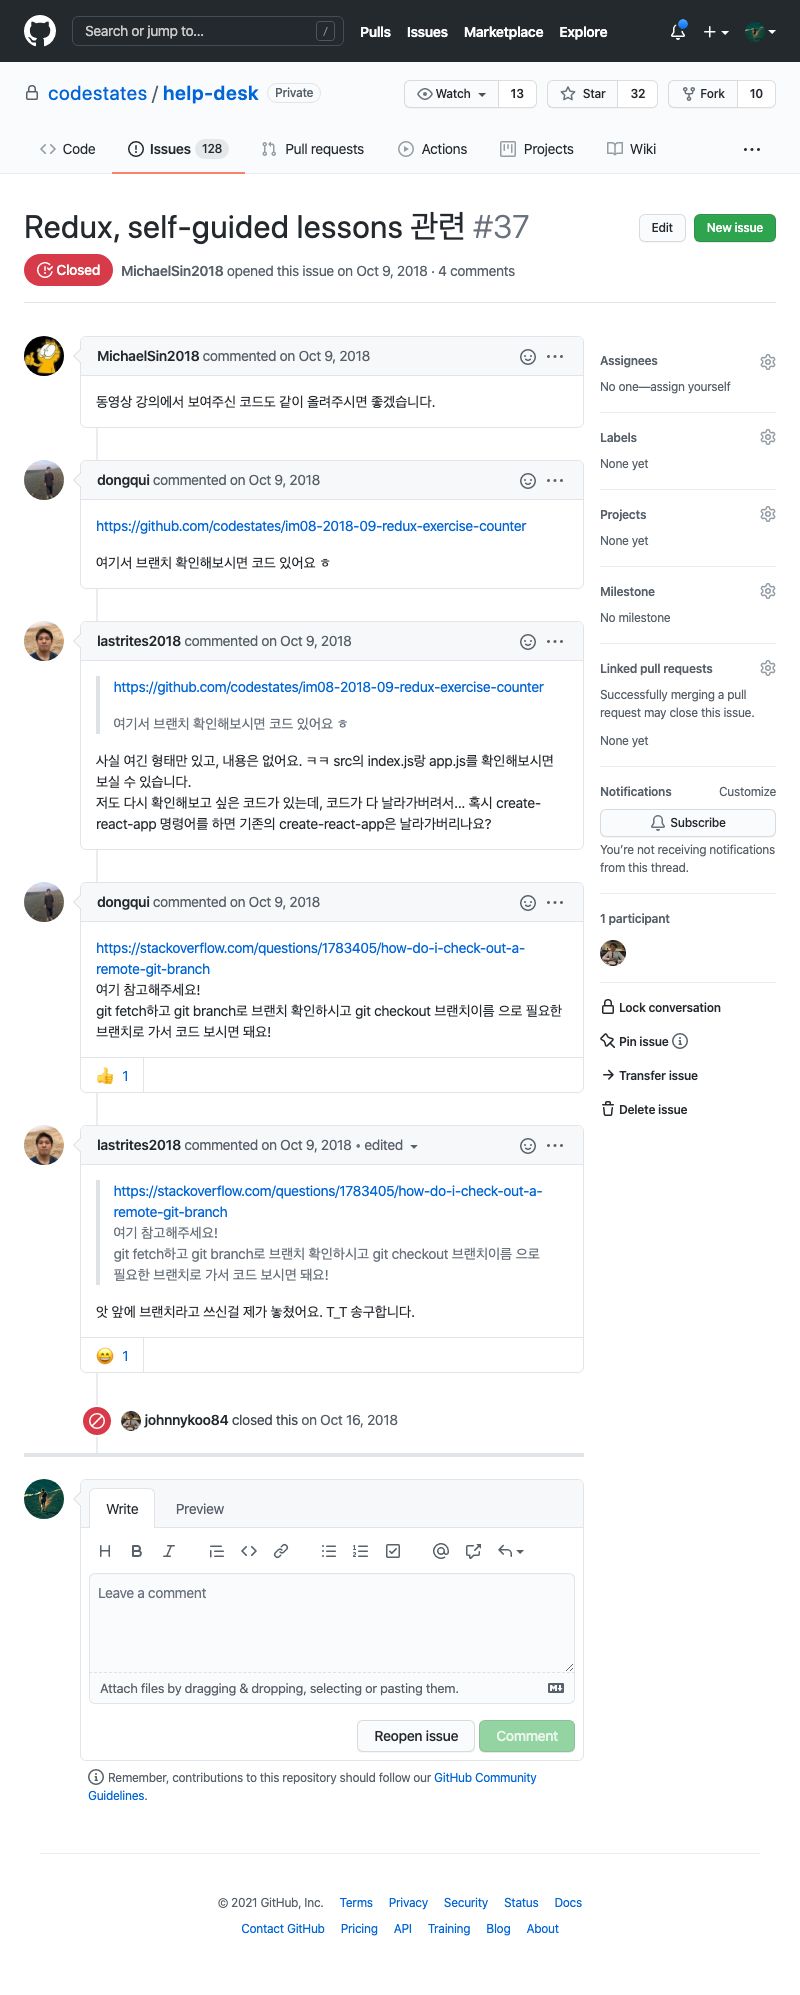 Search or jump to... /
Pulls Issues Marketplace Explore
codestates / help-desk Private
Watch 13 Star 32 Fork 10
Code Issues 128 Pull requests Actions Projects Wiki ...
Redux, self-guided lessons 관련 #37
Edit New issue
Closed MichaelSin2018 opened this issue on Oct 9, 2018 · 4 comments
MichaelSin2018 commented on Oct 9, 2018
동영상 강의에서 보여주신 코드도 같이 올려주시면 좋겠습니다.
dongqui commented on Oct 9, 2018
https://github.com/codestates/im08-2018-09-redux-exercise-counter
여기서 브랜치 확인해보시면 코드 있어요 ㅎ
lastrites2018 commented on Oct 9, 2018
https://github.com/codestates/im08-2018-09-redux-exercise-counter
여기서 브랜치 확인해보시면 코드 있어요 ㅎ
사실 여긴 형태만 있고, 내용은 없어요. ㅋㅋ src의 index.js랑 app.js를 확인해보시면
보실 수 있습니다.
저도 다시 확인해보고 싶은 코드가 있는데, 코드가 다 날라가버려서... 혹시 create-
react-app 명령어를 하면 기존의 create-react-app은 날라가버리나요?
dongqui commented on Oct 9, 2018
https://stackoverflow.com/questions/1783405/how-do-i-check-out-a-
remote-git-branch
여기 참고해주세요!
git fetch하고 git branch로 브랜치 확인하시고 git checkout 브랜치이름 으로 필요한
브랜치로 가서 코드 보시면 돼요!
👍 1
lastrites2018 commented on Oct 9, 2018 • edited
https://stackoverflow.com/questions/1783405/how-do-i-check-out-a-
remote-git-branch
여기 참고해주세요!
git fetch하고 git branch로 브랜치 확인하시고 git checkout 브랜치이름 으로
필요한 브랜치로 가서 코드 보시면 돼요!
앗 앞에 브랜치라고 쓰신걸 제가 놓쳤어요. T_T 송구합니다.
😄 1
johnnykoo84 closed this on Oct 16, 2018
Write Preview
H B I @
Leave a comment
Attach files by dragging & dropping, selecting or pasting them.
Reopen issue Comment
Remember, contributions to this repository should follow our GitHub Community
Guidelines.
Assignees
No one—assign yourself
Labels
None yet
Projects
None yet
Milestone
No milestone
Linked pull requests
Successfully merging a pull
request may close this issue.
None yet
Notifications Customize
Subscribe
You’re not receiving notifications
from this thread.
1 participant
Lock conversation
Pin issue
Transfer issue
Delete issue
© 2021 GitHub, Inc. Terms Privacy Security Status Docs
Contact GitHub Pricing API Training Blog About